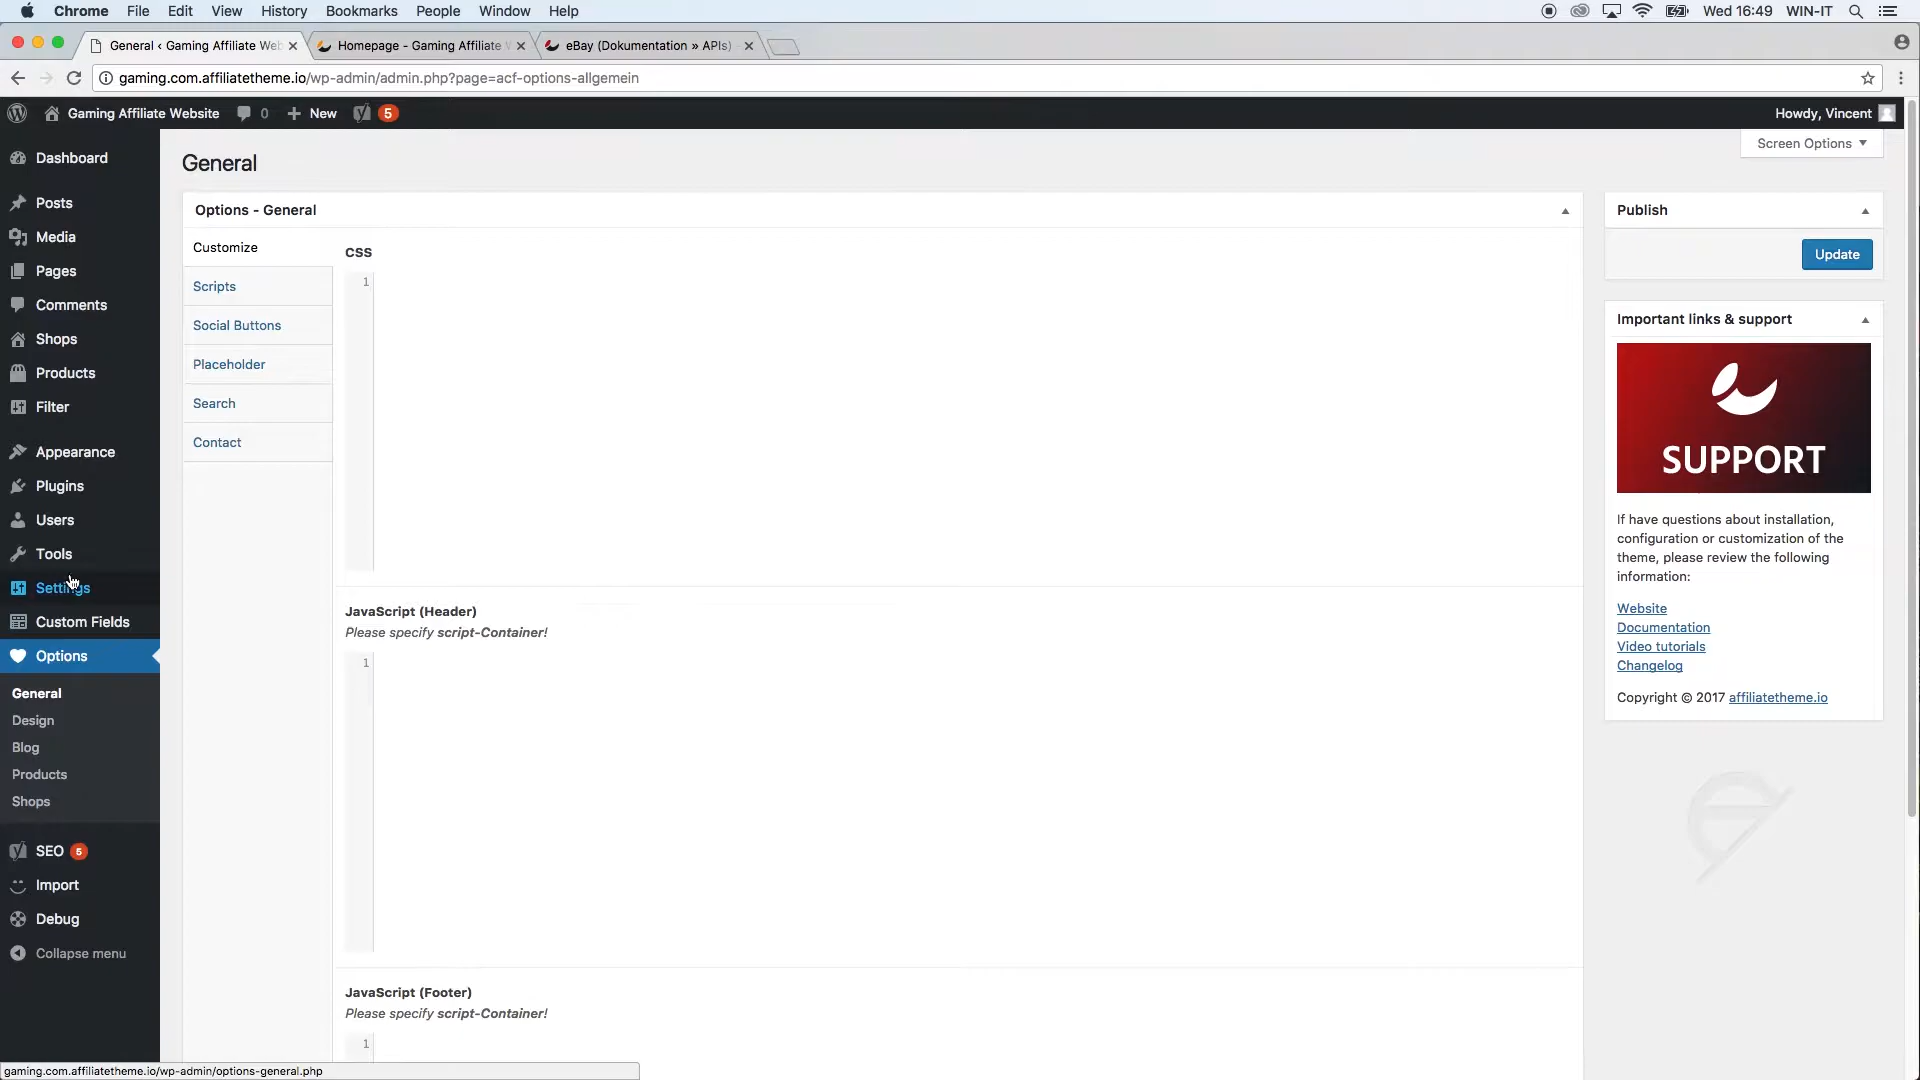 Chrome File Edit View History Bookmarks People Window Help Wed 16:49 WIN-IT
General ‹ Gaming Affiliate Web
Homepage - Gaming Affiliate W
eBay (Dokumentation » APIs)
gaming.com.affiliatetheme.io/wp-admin/admin.php?page=acf-options-allgemein
Gaming Affiliate Website 0 New 5 Howdy, Vincent
Screen Options
Dashboard
Posts
Media
Pages
Comments
Shops
Products
Filter
Appearance
Plugins
Users
Tools
Settings
Custom Fields
Options
General
Design
Blog
Products
Shops
SEO 5
Import
Debug
Collapse menu
General
Options - General
Customize
Scripts
Social Buttons
Placeholder
Search
Contact
CSS
1
JavaScript (Header)
Please specify script-Container!
1
JavaScript (Footer)
Please specify script-Container!
1
Publish
Update
Important links & support
SUPPORT
If have questions about installation,
configuration or customization of the
theme, please review the following
information:
Website
Documentation
Video tutorials
Changelog
Copyright © 2017 affiliatetheme.io
gaming.com.affiliatetheme.io/wp-admin/options-general.php